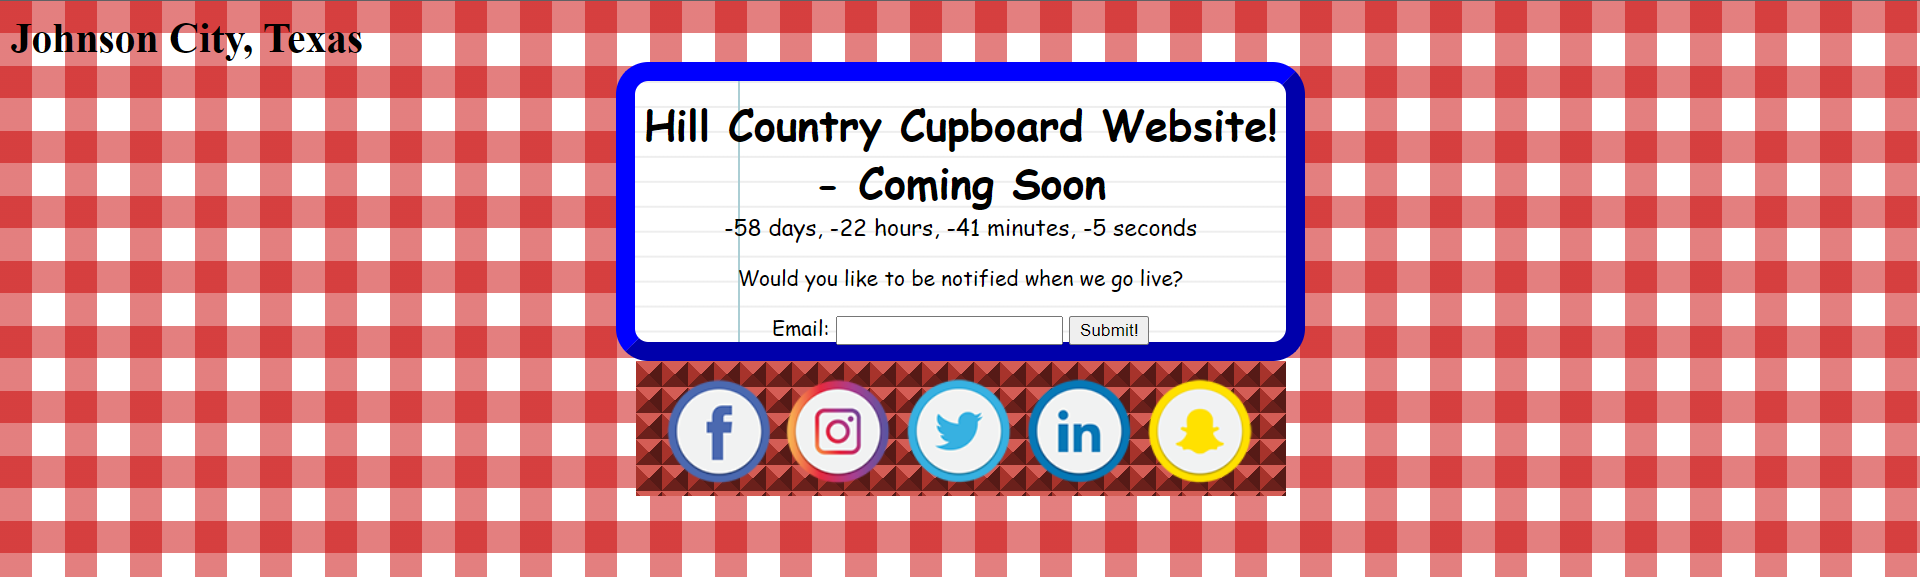 Johnson City, Texas
Hill Country Cupboard Website!
- Coming Soon
-58 days, -22 hours, -41 minutes, -5 seconds
Would you like to be notified when we go live?
Email: Submit!
f in